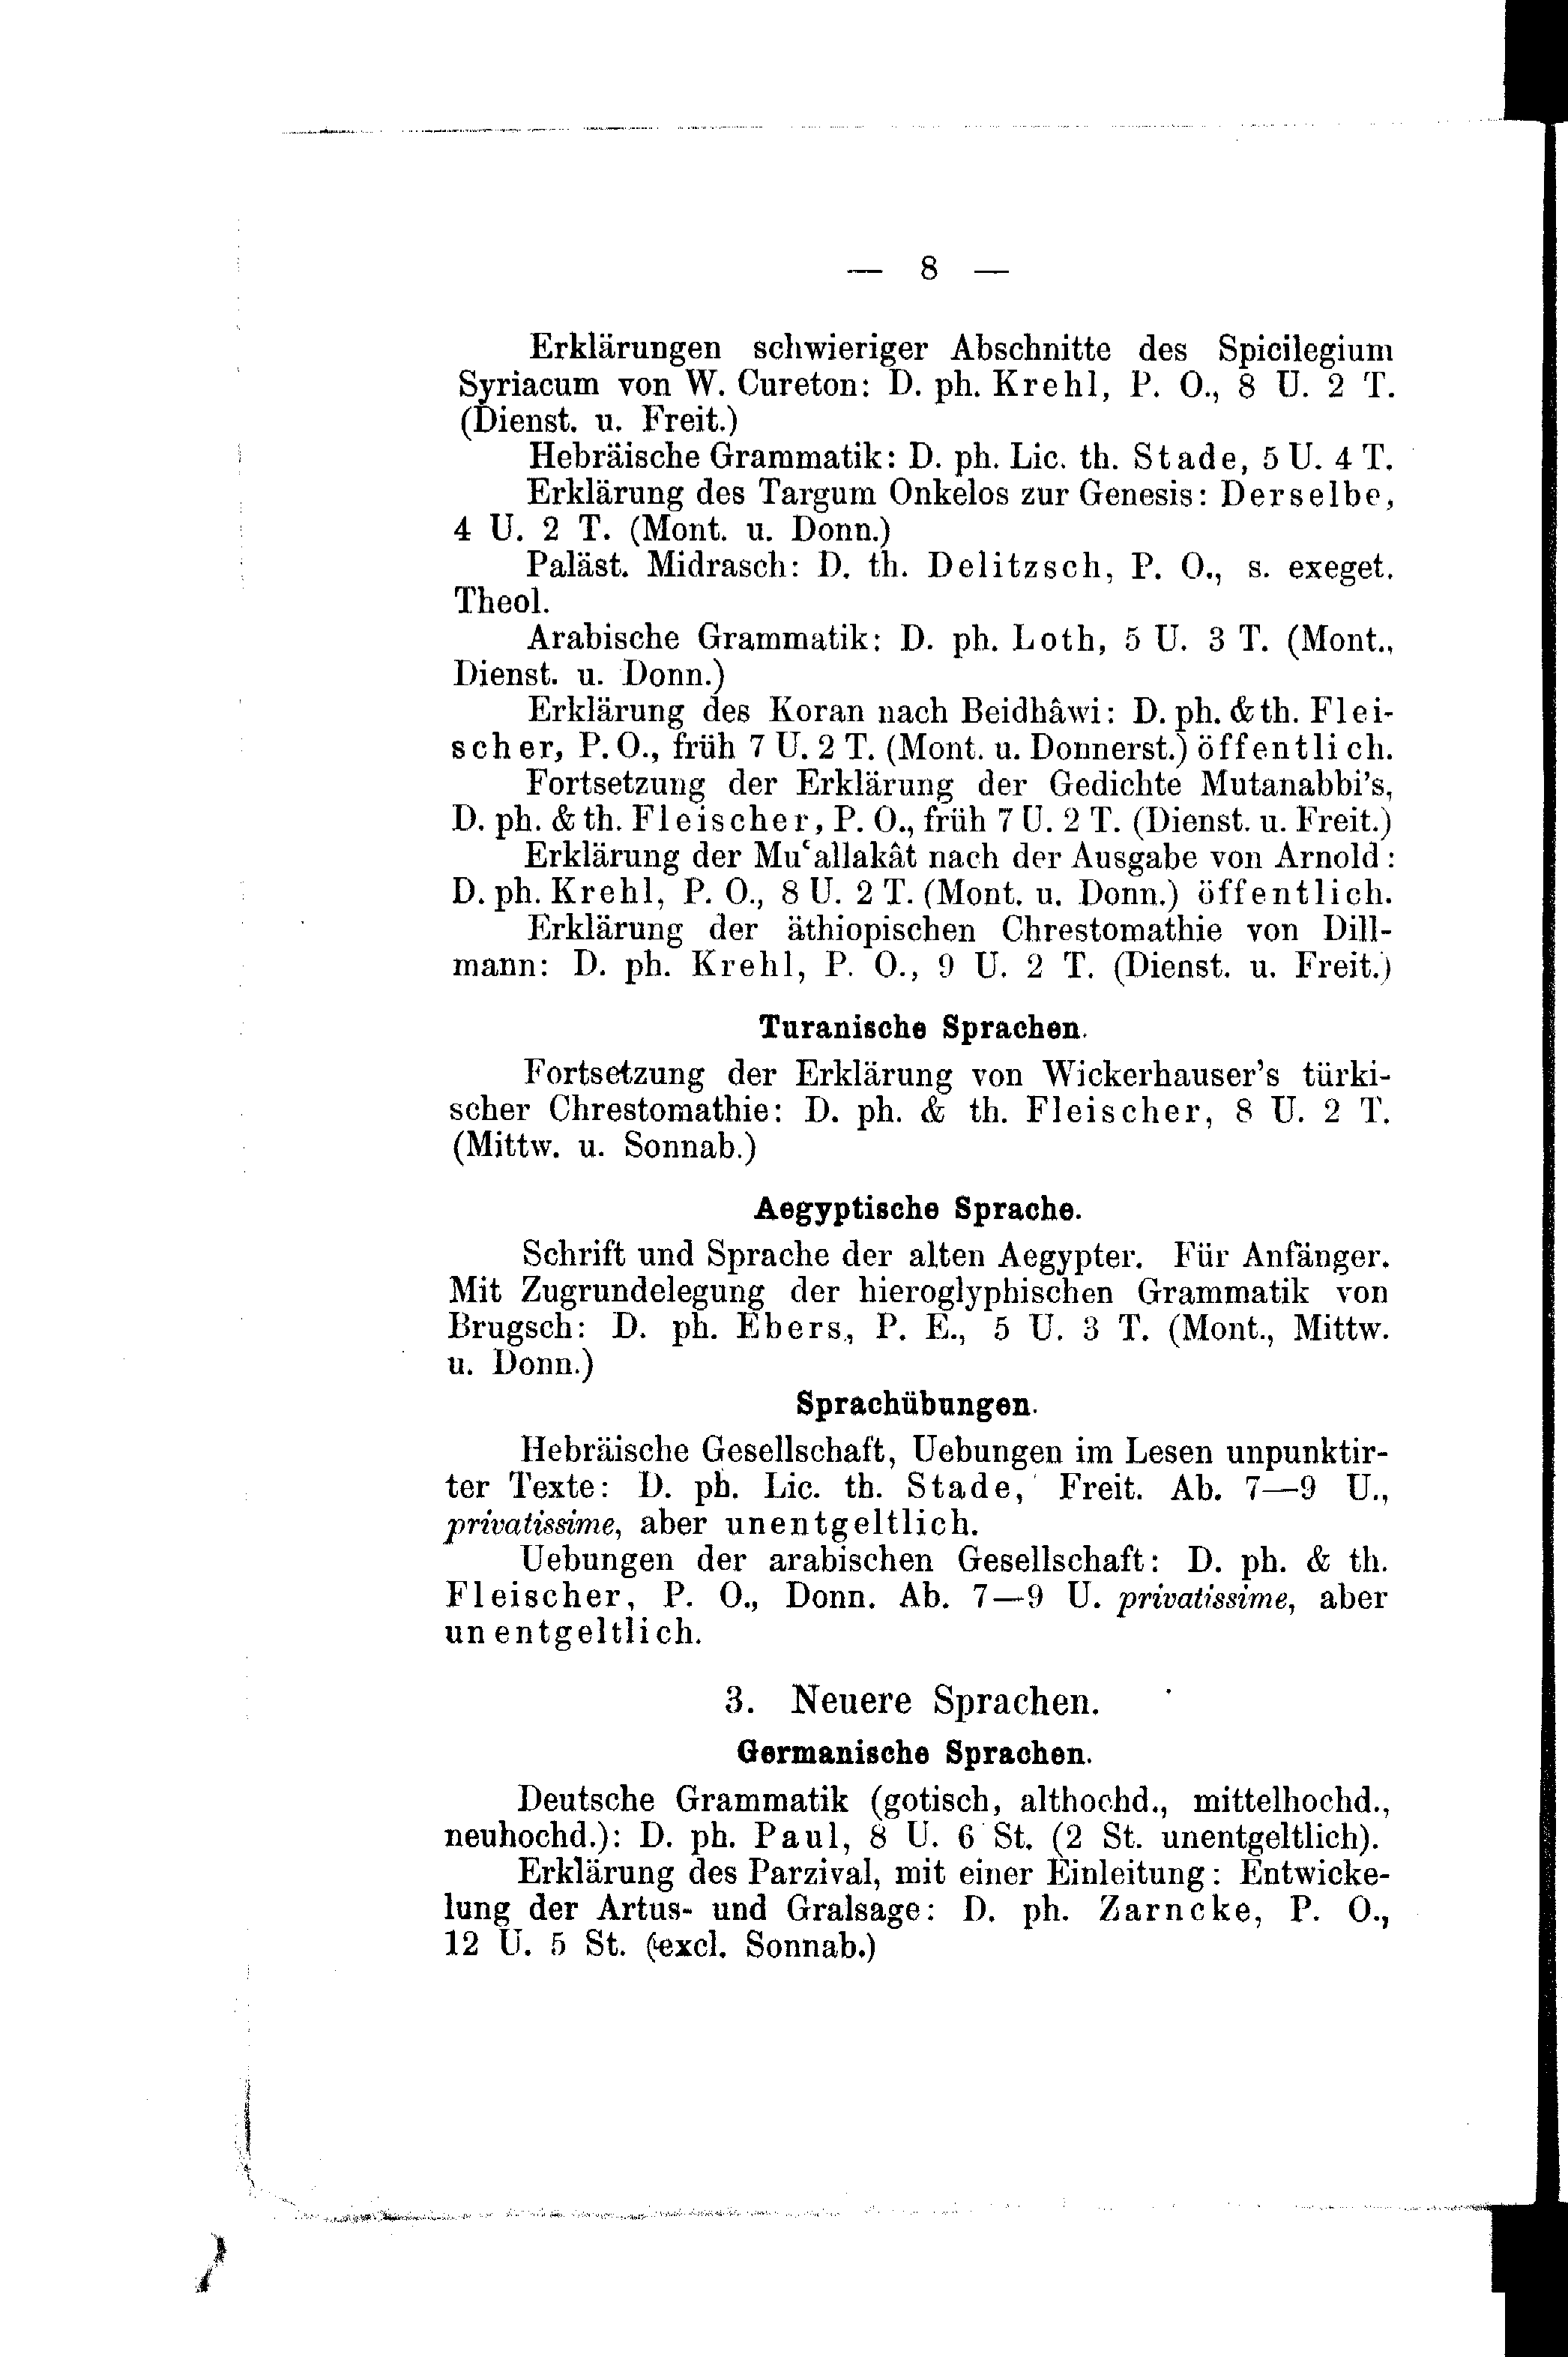 — 8 —
Erklärungen schwieriger Abschnitte des Spicilegium
Syriacum von W. Cureton: D. ph. Krehl, P. O., 8 U. 2 T.
(Dienst. u. Freit.)
Hebräische Grammatik: D. ph. Lic. th. Stade, 5 U. 4 T.
Erklärung des Targum Onkelos zur Genesis: Derselbe,
4 U. 2 T. (Mont. u. Donn.)
Paläst. Midrasch: D. th. Delitzsch, P. O., s. exeget.
Theol.
Arabische Grammatik: D. ph. Loth, 5 U. 3 T. (Mont.,
Dienst. u. Donn.)
Erklärung des Koran nach Beidhâwi: D. ph. & th. Flei-
scher, P. O., früh 7 U. 2 T. (Mont. u. Donnerst.) öffentlich.
Fortsetzung der Erklärung der Gedichte Mutanabbi's,
D. ph. & th. Fleischer, P. O., früh 7 U. 2 T. (Dienst. u. Freit.)
Erklärung der Muʿallakât nach der Ausgabe von Arnold:
D. ph. Krehl, P. O., 8 U. 2 T. (Mont. u. Donn.) öffentlich.
Erklärung der äthiopischen Chrestomathie von Dill-
mann: D. ph. Krehl, P. O., 9 U. 2 T. (Dienst. u. Freit.)
Turanische Sprachen.
Fortsetzung der Erklärung von Wickerhauser's türki-
scher Chrestomathie: D. ph. & th. Fleischer, 8 U. 2 T.
(Mittw. u. Sonnab.)
Aegyptische Sprache.
Schrift und Sprache der alten Aegypter. Für Anfänger.
Mit Zugrundelegung der hieroglyphischen Grammatik von
Brugsch: D. ph. Ebers, P. E., 5 U. 3 T. (Mont., Mittw.
u. Donn.)
Sprachübungen.
Hebräische Gesellschaft, Uebungen im Lesen unpunktir-
ter Texte: D. ph. Lic. th. Stade, Freit. Ab. 7—9 U.,
privatissime, aber unentgeltlich.
Uebungen der arabischen Gesellschaft: D. ph. & th.
Fleischer, P. O., Donn. Ab. 7—9 U. privatissime, aber
unentgeltlich.
3. Neuere Sprachen.
Germanische Sprachen.
Deutsche Grammatik (gotisch, althochd., mittelhochd.,
neuhochd.): D. ph. Paul, 8 U. 6 St. (2 St. unentgeltlich).
Erklärung des Parzival, mit einer Einleitung: Entwicke-
lung der Artus- und Gralsage: D. ph. Zarncke, P. O.,
12 U. 5 St. (excl. Sonnab.)